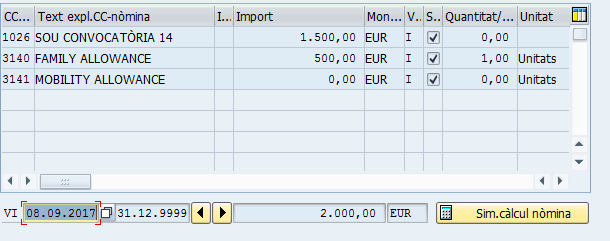 CC... Text expl.CC-nòmina I... Import Mon... V... S... Quantitat/... Unitat
1026 SOU CONVOCATÒRIA 14 1.500,00 EUR I 0,00
3140 FAMILY ALLOWANCE 500,00 EUR I 1,00 Unitats
3141 MOBILITY ALLOWANCE 0,00 EUR I 0,00 Unitats
VI 08.09.2017 31.12.9999 2.000,00 EUR Sim.càlcul nòmina